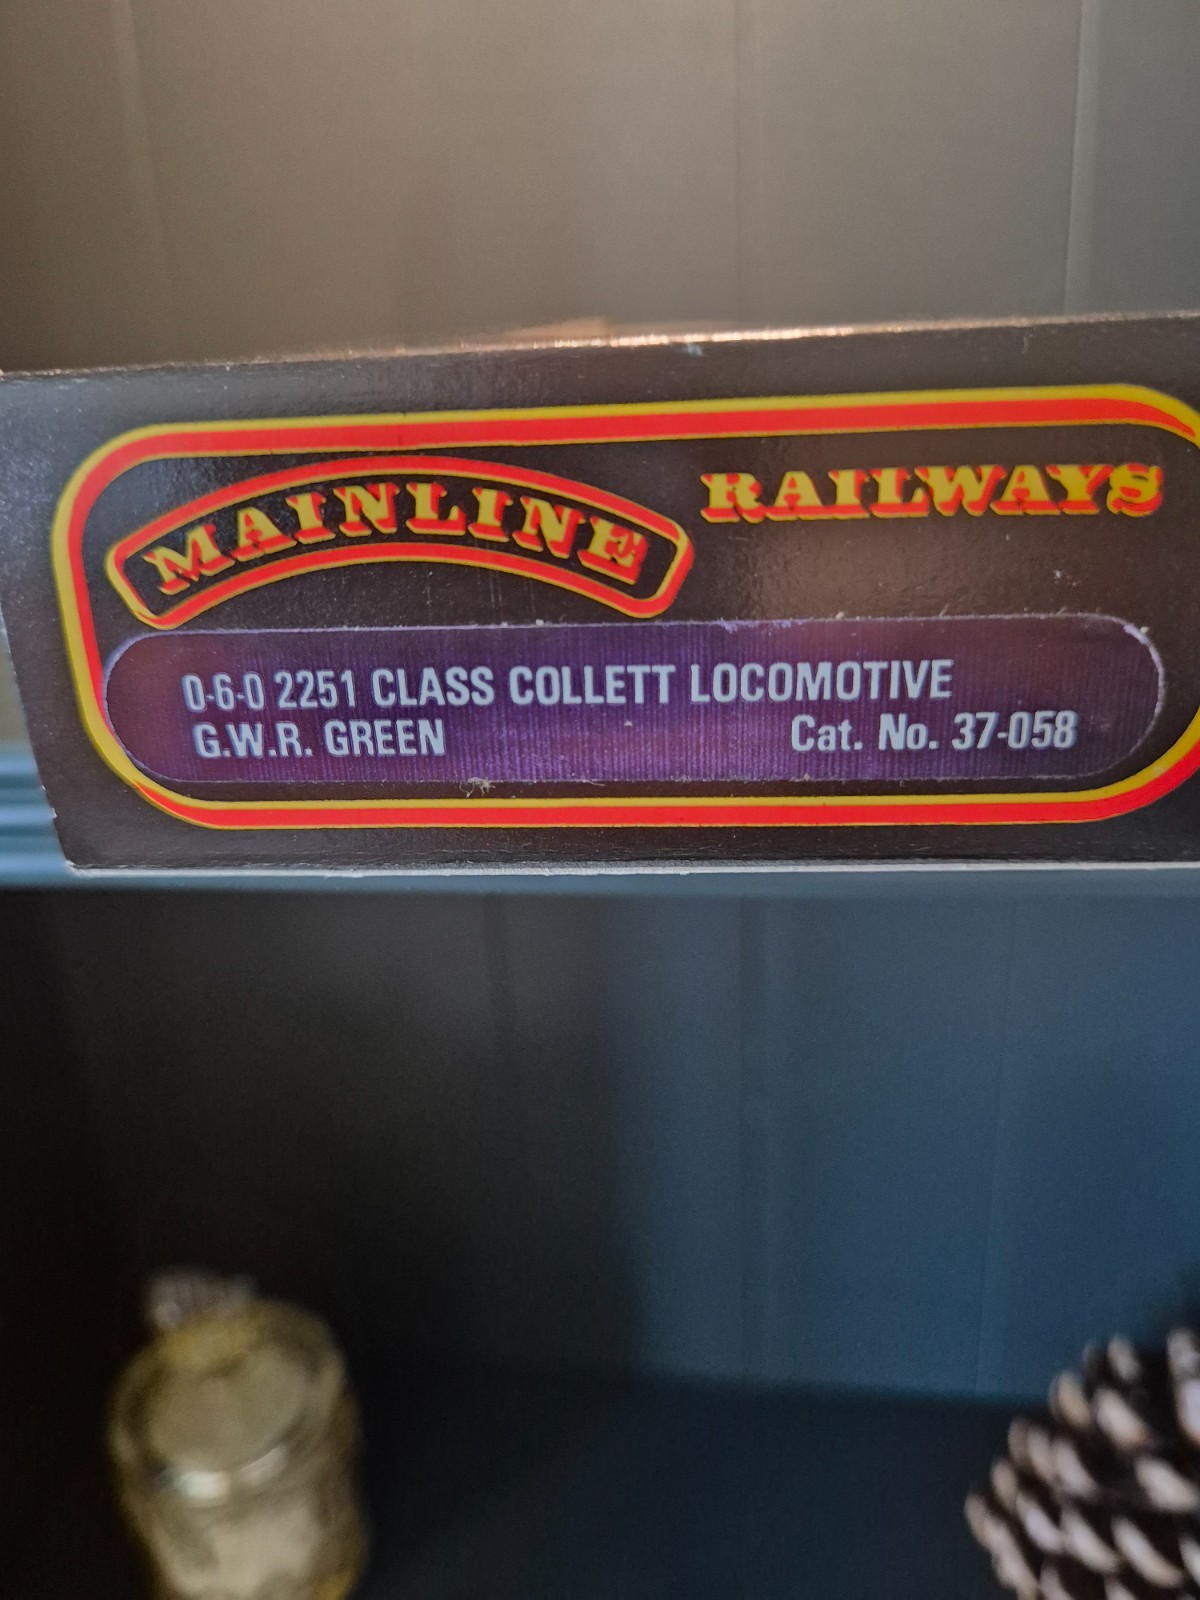 MAINLINE RAILWAYS
0-6-0 2251 CLASS COLLETT LOCOMOTIVE
G.W.R. GREEN Cat. No. 37-058